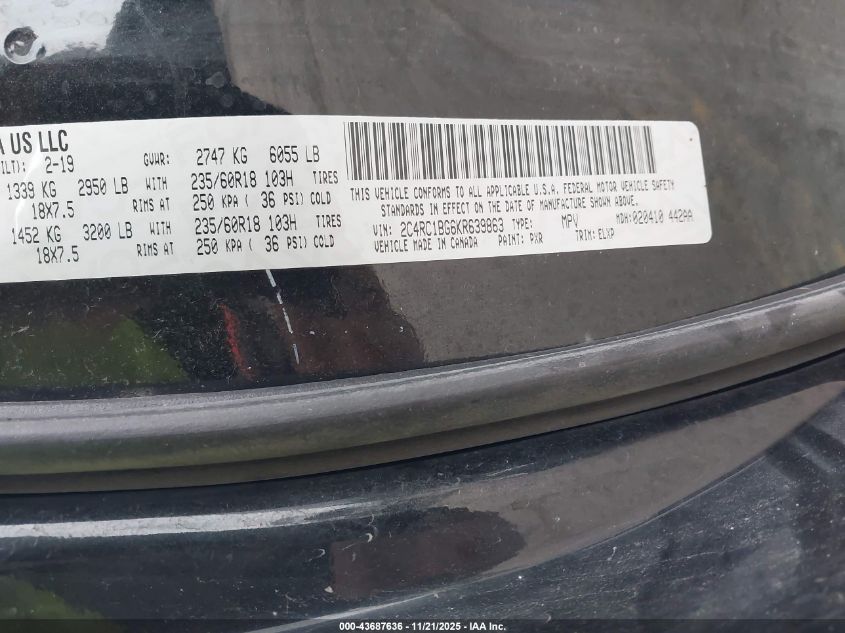 A US LLC
ILT): 2-19 GVWR: 2747 KG 6055 LB
1339 KG 2950 LB WITH 235/60R18 103H TIRES
18X7.5 RIMS AT 250 KPA ( 36 PSI) COLD
1452 KG 3200 LB WITH 235/60R18 103H TIRES
18X7.5 RIMS AT 250 KPA ( 36 PSI) COLD
THIS VEHICLE CONFORMS TO ALL APPLICABLE U.S.A. FEDERAL MOTOR VEHICLE SAFETY
STANDARDS IN EFFECT ON THE DATE OF MANUFACTURE SHOWN ABOVE.
VIN: 2C4RC1BG6KR639863 TYPE: MPV MDH:020410 442AA
VEHICLE MADE IN CANADA PAINT: PXR TRIM: ELXP
000-43687636 - 11/21/2025 - IAA Inc.